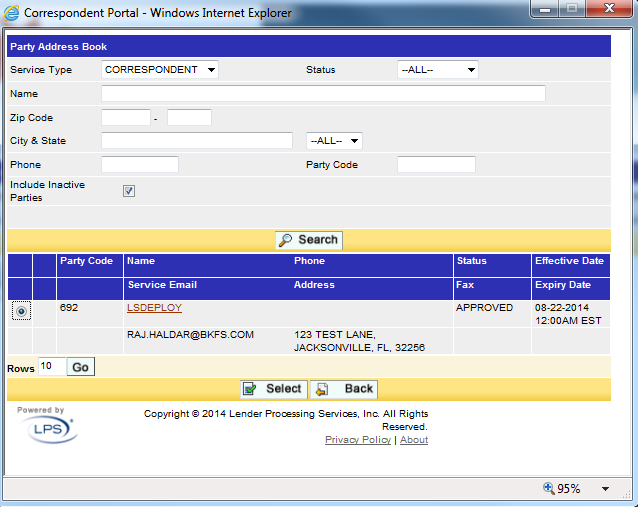 Correspondent Portal - Windows Internet Explorer
Party Address Book
Service Type CORRESPONDENT Status --ALL--
Name
Zip Code -
City & State --ALL--
Phone Party Code
Include Inactive
Parties
Search
Party Code Name Phone Status Effective Date
Service Email Address Fax Expiry Date
692 LSDEPLOY APPROVED 08-22-2014
12:00AM EST
RAJ.HALDAR@BKFS.COM 123 TEST LANE,
JACKSONVILLE, FL, 32256
Rows 10 Go
Select Back
Powered by
LPS
Copyright © 2014 Lender Processing Services, Inc. All Rights
Reserved.
Privacy Policy | About
95%